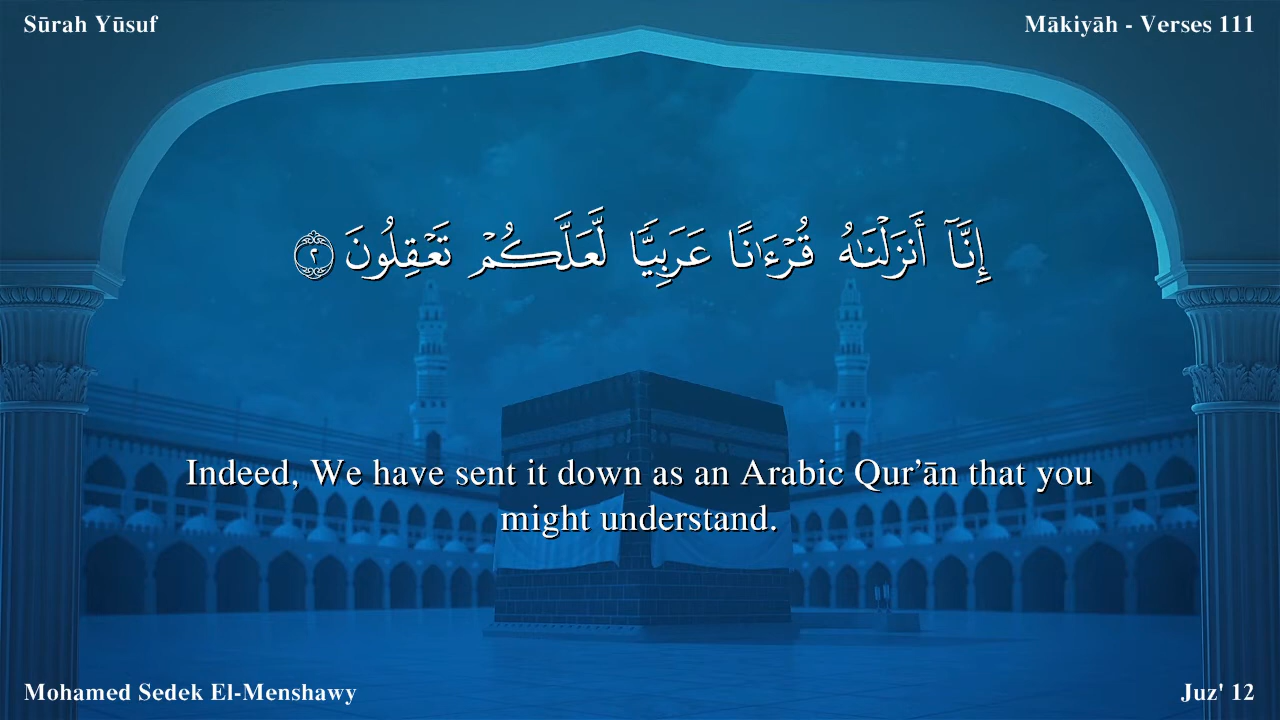 Sūrah Yūsuf
Mākiyāh - Verses 111
إِنَّآ أَنزَلْنَـٰهُ قُرْءَٰنًا عَرَبِيًّا لَّعَلَّكُمْ تَعْقِلُونَ ٢
Indeed, We have sent it down as an Arabic Qur’ān that you
might understand.
Mohamed Sedek El-Menshawy
Juz' 12